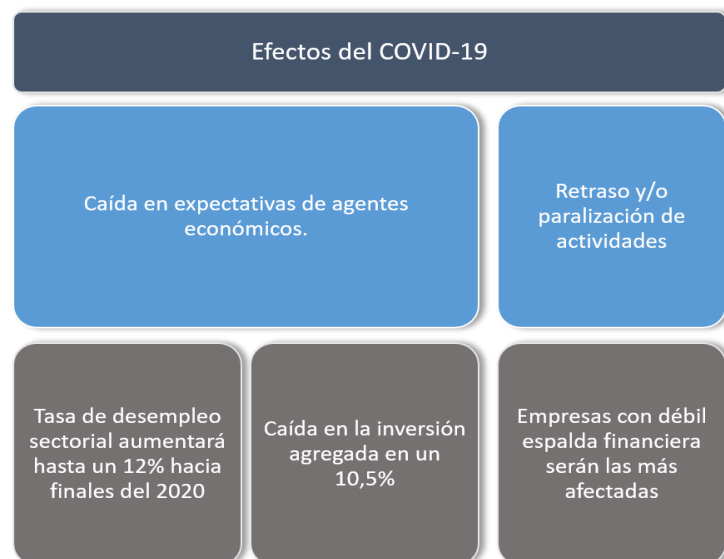 Efectos del COVID-19
Caída en expectativas de agentes
económicos.
Retraso y/o
paralización de
actividades
Tasa de desempleo
sectorial aumentará
hasta un 12% hacia
finales del 2020
Caída en la inversión
agregada en un
10,5%
Empresas con débil
espalda financiera
serán las más
afectadas